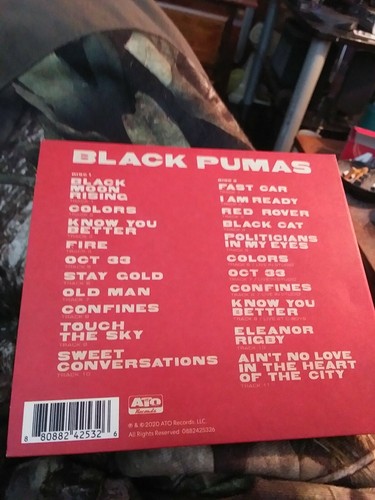 BLACK PUMAS
DISC 1
BLACK
MOON
RISING
COLORS
KNOW YOU
BETTER
FIRE
OCT 33
STAY GOLD
OLD MAN
CONFINES
TOUCH
THE SKY
SWEET
CONVERSATIONS
TRACK 10
DISC 2
FAST CAR
I AM READY
RED ROVER
BLACK CAT
POLITICIANS
IN MY EYES
COLORS
OCT 33
CONFINES
KNOW YOU
BETTER
ELEANOR
RIGBY
AIN'T NO LOVE
IN THE HEART
OF THE CITY
ATO
Records
8 80882 42532 6
℗ & © 2020 ATO Records, LLC.
All Rights Reserved. 0882425326